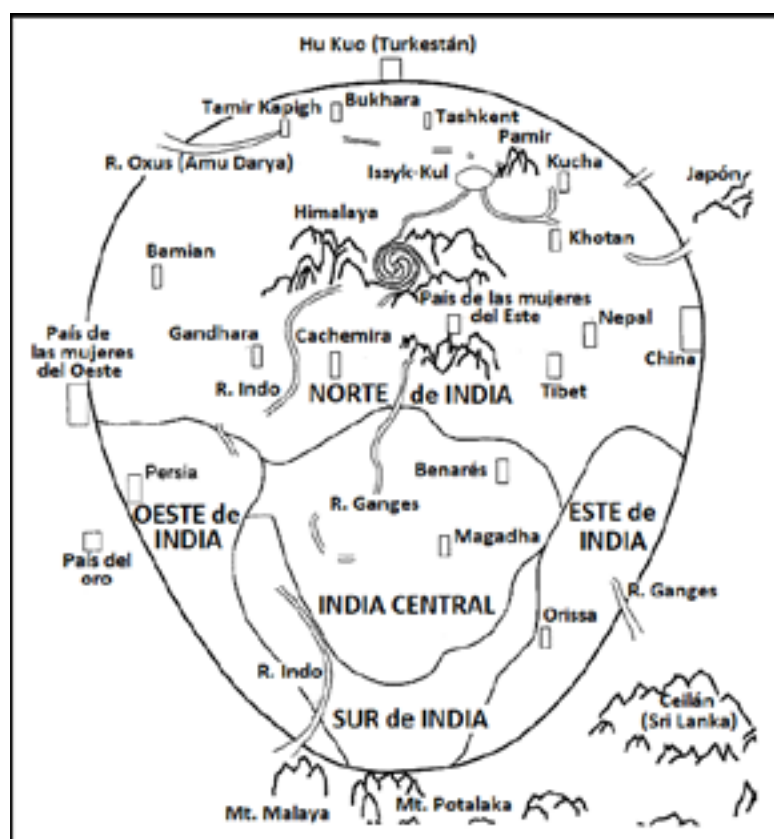 Hu Kuo (Turkestán)
Tamir Kapigh
Bukhara
Tashkent
Pamir
R. Oxus (Amu Darya)
Issyk-Kul
Kucha
Japón
Himalaya
Khotan
Bamian
País de las mujeres
del Este
Nepal
País de
las mujeres
del Oeste
Gandhara
Cachemira
China
R. Indo
Tibet
NORTE de INDIA
Persia
Benarés
R. Ganges
OESTE de
INDIA
ESTE de
INDIA
Magadha
País del
oro
R. Ganges
INDIA CENTRAL
Orissa
R. Indo
Ceilán
(Sri Lanka)
SUR de INDIA
Mt. Malaya
Mt. Potalaka